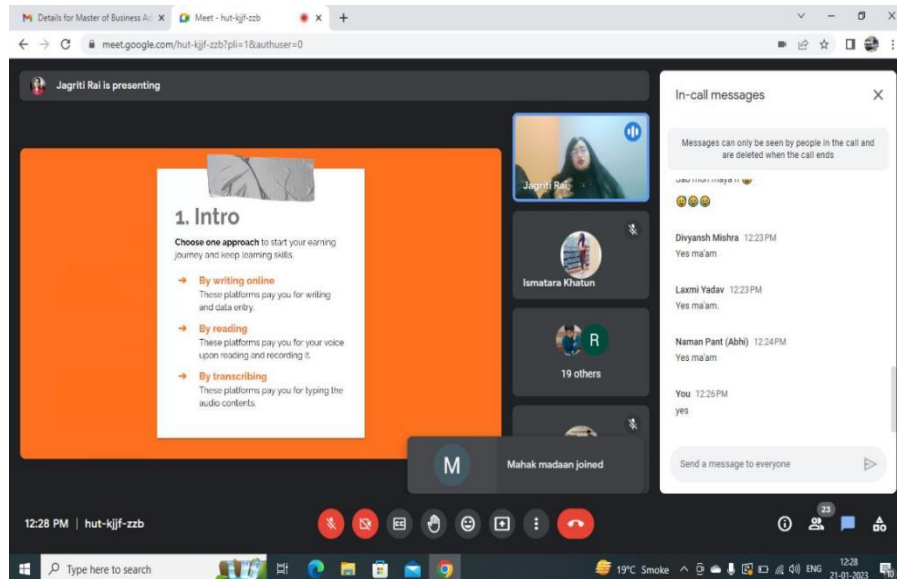 Details for Master of Business Ad
Meet - hut-kjjf-zzb
meet.google.com/hut-kjjf-zzb?pli=1&authuser=0
Jagriti Rai is presenting
1. Intro
Choose one approach to start your earning
journey and keep learning skills.
➔ By writing online
These platforms pay you for writing
and data entry.
➔ By reading
These platforms pay you for your voice
upon reading and recording it.
➔ By transcribing
These platforms pay you for typing the
audio contents.
Jagriti Rai
Ismatara Khatun
R
19 others
M
Mahak madaan joined
In-call messages
Messages can only be seen by people in the call and
are deleted when the call ends
Divyansh Mishra 12:23 PM
Yes ma'am
Laxmi Yadav 12:23 PM
Yes ma'am.
Naman Pant (Abhi) 12:24 PM
Yes ma'am
You 12:26 PM
yes
Send a message to everyone
12:28 PM | hut-kjjf-zzb
23
Type here to search
19°C Smoke
ENG
12:28
21-01-2023